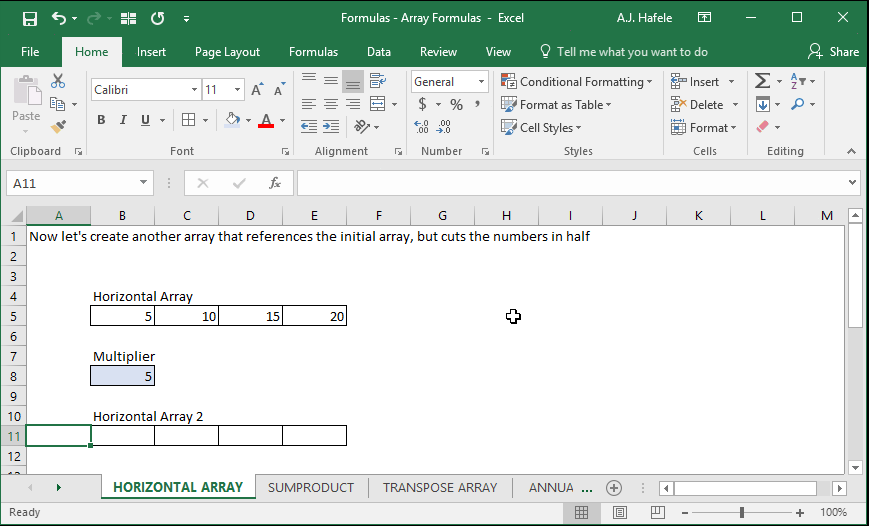 Formulas - Array Formulas - Excel
A.J. Hafele
File Home Insert Page Layout Formulas Data Review View Tell me what you want to do Share
Paste
Calibri 11
B I U A
General
$ % ,
Conditional Formatting
Format as Table
Cell Styles
Insert
Delete
Format
Clipboard Font Alignment Number Styles Cells Editing
A11 fx
A B C D E F G H I J K L M
1 Now let's create another array that references the initial array, but cuts the numbers in half
2
3
4 Horizontal Array
5 5 10 15 20
6
7 Multiplier
8 5
9
10 Horizontal Array 2
11
12
HORIZONTAL ARRAY SUMPRODUCT TRANSPOSE ARRAY ANNUA ...
Ready 100%